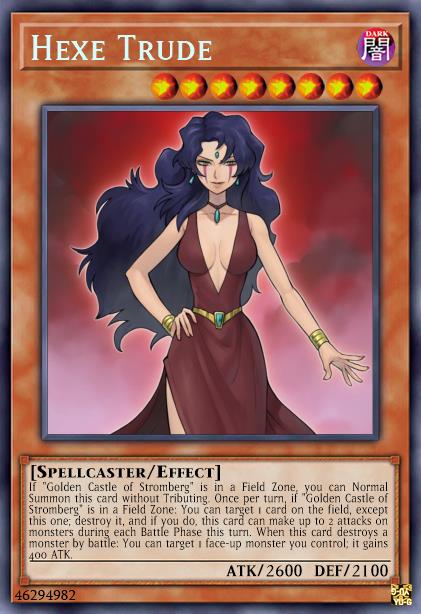 Hexe Trude
DARK
闇
[Spellcaster/Effect]
If "Golden Castle of Stromberg" is in a Field Zone, you can Normal
Summon this card without Tributing. Once per turn, if "Golden Castle of
Stromberg" is in a Field Zone: You can target 1 card on the field, except
this one; destroy it, and if you do, this card can make up to 2 attacks on
monsters during each Battle Phase this turn. When this card destroys a
monster by battle: You can target 1 face-up monster you control; it gains
400 ATK.
ATK/2600 DEF/2100
46294982